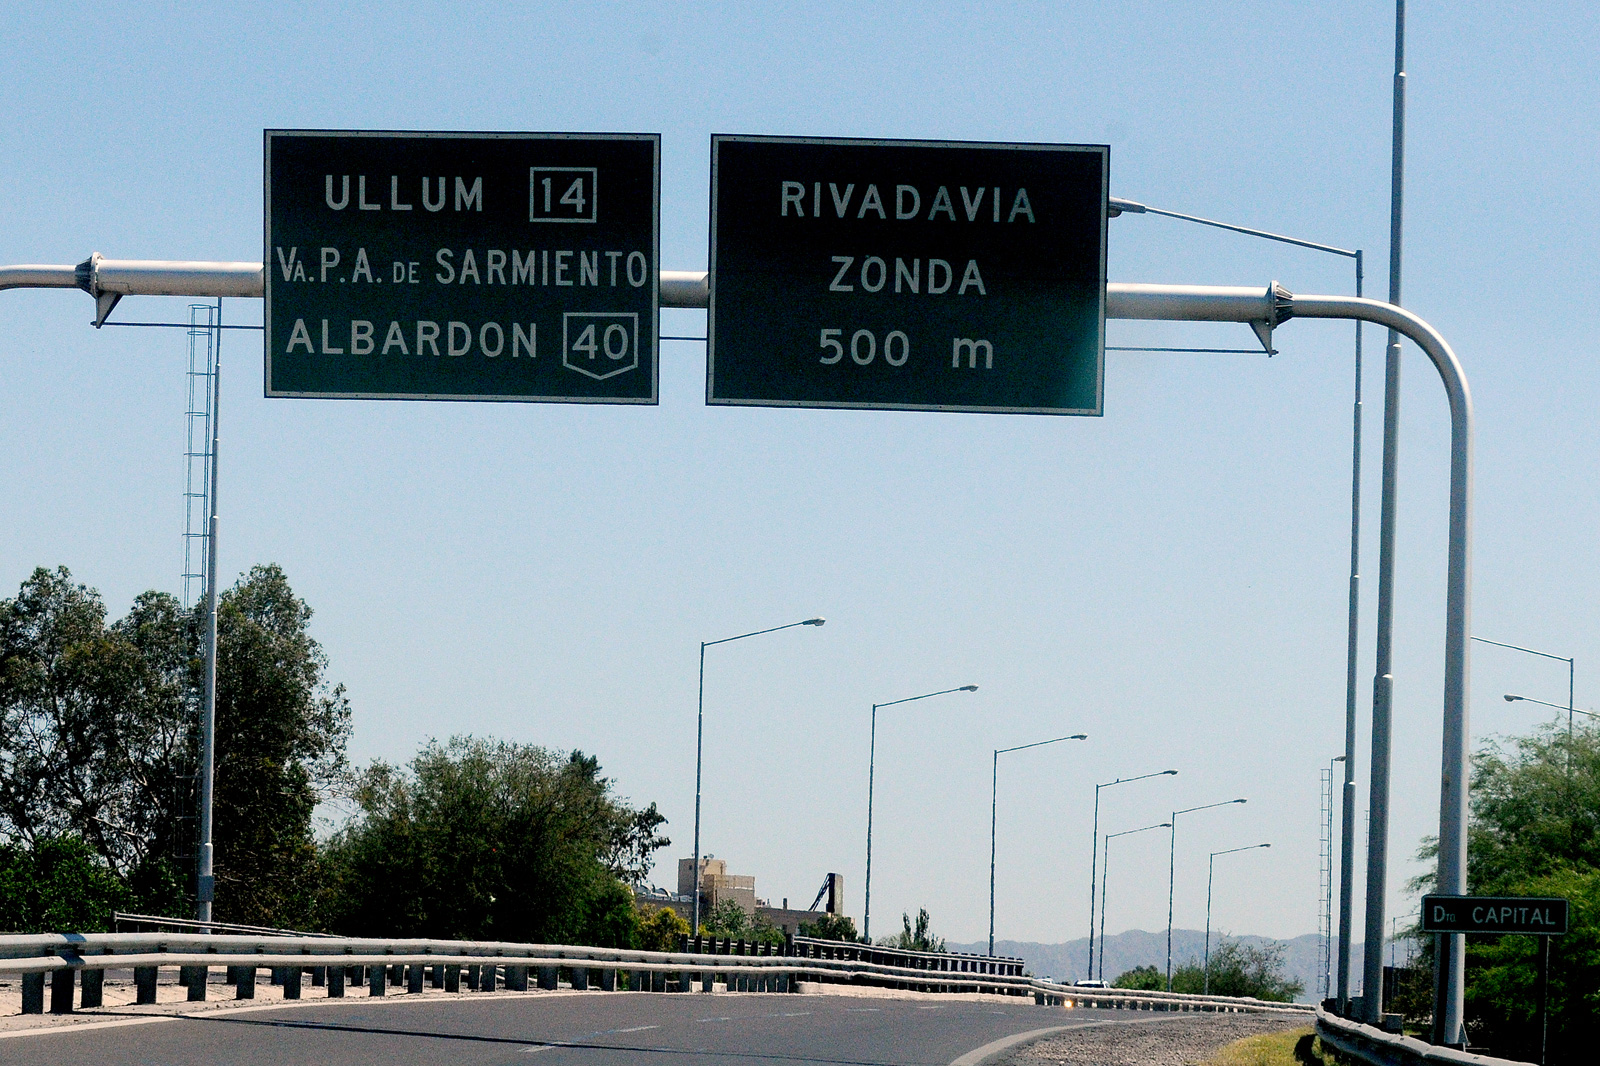 ULLUM 14
VA.P.A. DE SARMIENTO
ALBARDON 40
RIVADAVIA
ZONDA
500 m
DTO. CAPITAL